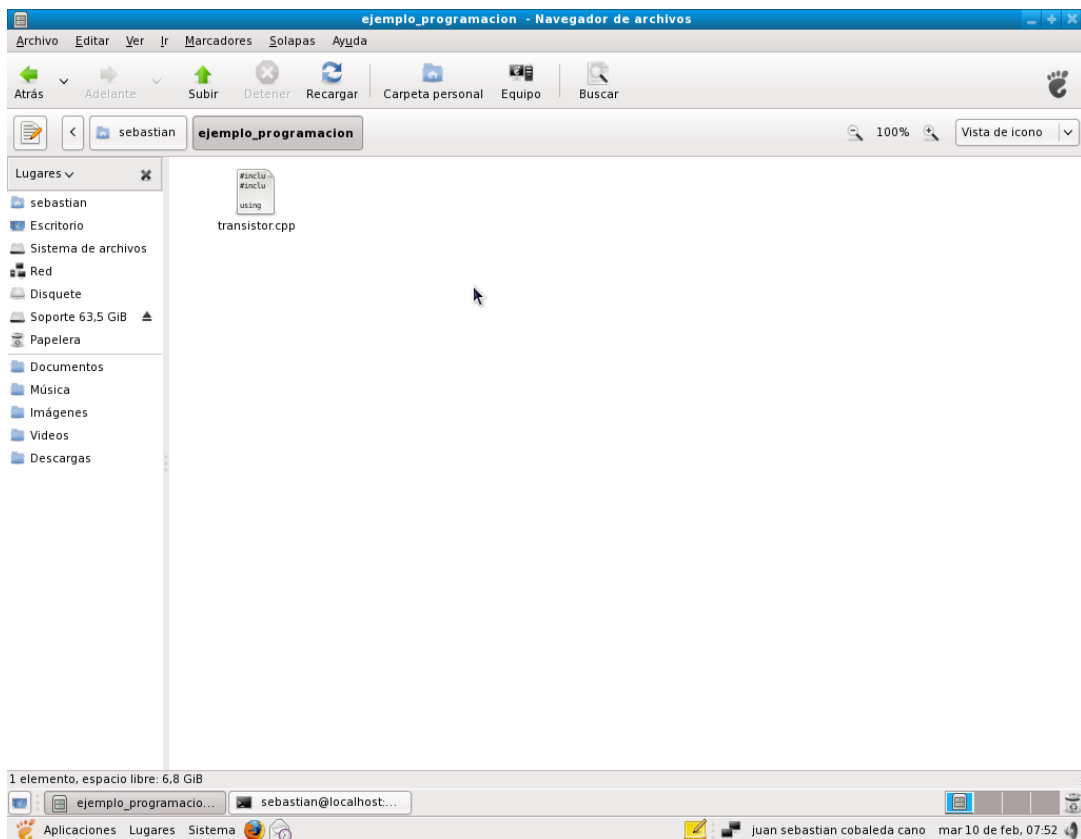 ejemplo_programacion - Navegador de archivos
Archivo Editar Ver Ir Marcadores Solapas Ayuda
Atrás Adelante Subir Detener Recargar Carpeta personal Equipo Buscar
sebastian ejemplo_programacion 100% Vista de icono
Lugares
sebastian
Escritorio
Sistema de archivos
Red
Disquete
Soporte 63,5 GiB
Papelera
Documentos
Música
Imágenes
Videos
Descargas
#inclu
#inclu
using
transistor.cpp
1 elemento, espacio libre: 6,8 GiB
ejemplo_programacio... sebastian@localhost:...
Aplicaciones Lugares Sistema juan sebastian cobaleda cano mar 10 de feb, 07:52